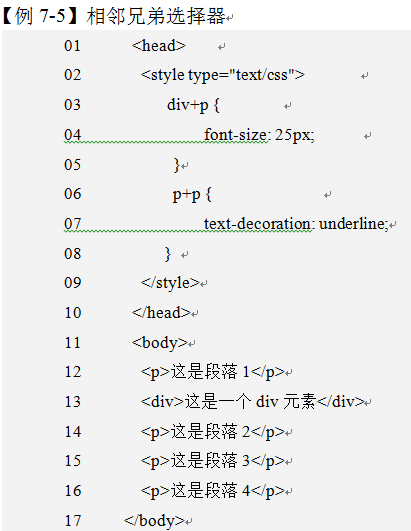 【例 7-5】相邻兄弟选择器
01 <head>
02 <style type="text/css">
03 div+p {
04 font-size: 25px;
05 }
06 p+p {
07 text-decoration: underline;
08 }
09 </style>
10 </head>
11 <body>
12 <p>这是段落 1</p>
13 <div>这是一个 div 元素</div>
14 <p>这是段落 2</p>
15 <p>这是段落 3</p>
16 <p>这是段落 4</p>
17 </body>